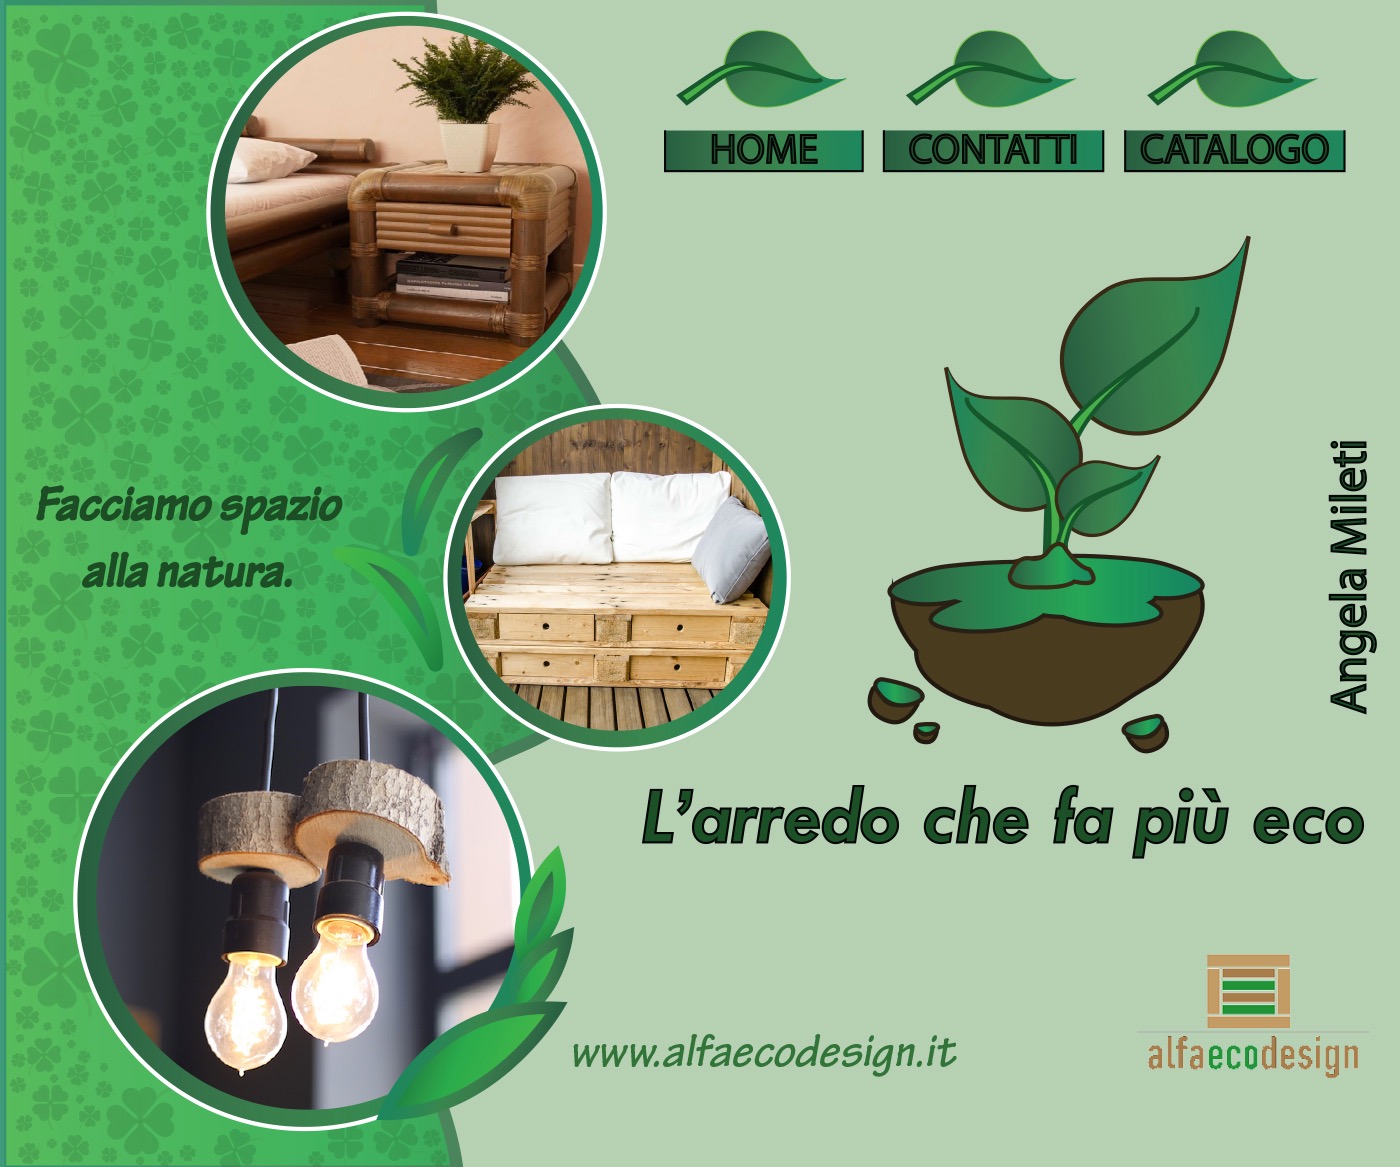 HOME
CONTATTI
CATALOGO
Facciamo spazio
alla natura.
Angela Mileti
L'arredo che fa più eco
www.alfaecodesign.it
alfaecodesign